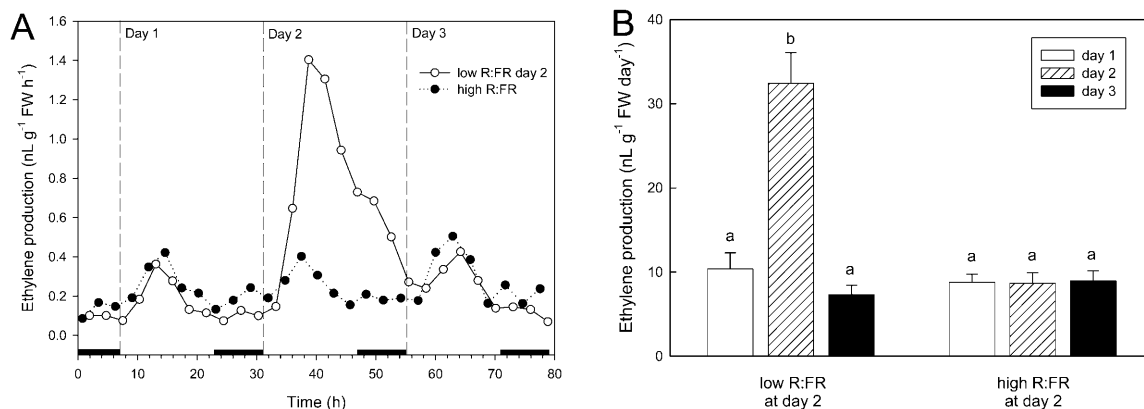 A
Day 1
Day 2
Day 3
low R:FR day 2
high R:FR
Ethylene production (nL g⁻¹ FW h⁻¹)
1.6
1.4
1.2
1.0
0.8
0.6
0.4
0.2
0.0
0 10 20 30 40 50 60 70 80
Time (h)
B
day 1
day 2
day 3
Ethylene production (nL g⁻¹ FW day⁻¹)
40
30
20
10
0
a b a a a a
low R:FR at day 2
high R:FR at day 2